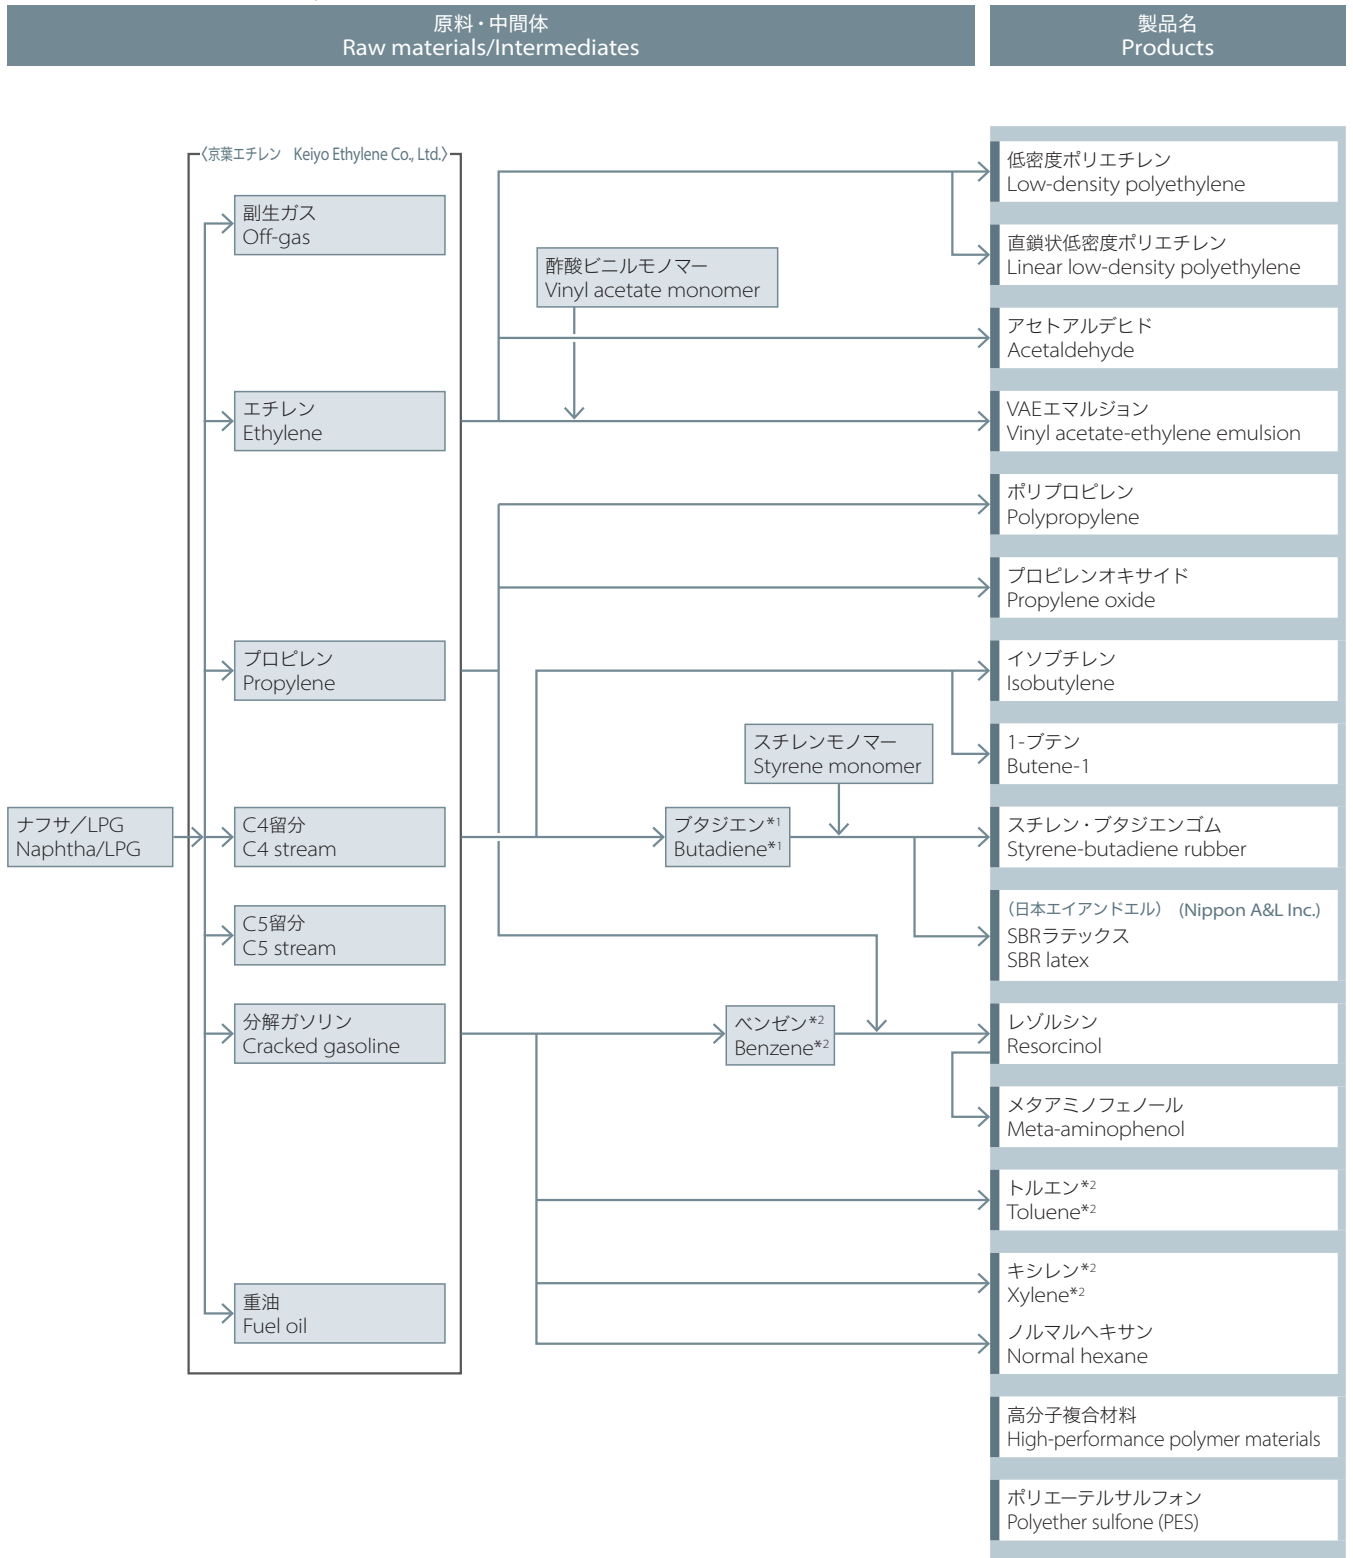 原料・中間体
Raw materials/Intermediates
製品名
Products
〈京葉エチレン Keiyo Ethylene Co., Ltd.〉
副生ガス
Off-gas
エチレン
Ethylene
プロピレン
Propylene
ナフサ／LPG
Naphtha/LPG
C4留分
C4 stream
C5留分
C5 stream
分解ガソリン
Cracked gasoline
重油
Fuel oil
酢酸ビニルモノマー
Vinyl acetate monomer
スチレンモノマー
Styrene monomer
ブタジエン*1
Butadiene*1
ベンゼン*2
Benzene*2
低密度ポリエチレン
Low-density polyethylene
直鎖状低密度ポリエチレン
Linear low-density polyethylene
アセトアルデヒド
Acetaldehyde
VAEエマルジョン
Vinyl acetate-ethylene emulsion
ポリプロピレン
Polypropylene
プロピレンオキサイド
Propylene oxide
イソブチレン
Isobutylene
1-ブテン
Butene-1
スチレン・ブタジエンゴム
Styrene-butadiene rubber
（日本エイアンドエル） (Nippon A&L Inc.)
SBRラテックス
SBR latex
レゾルシン
Resorcinol
メタアミノフェノール
Meta-aminophenol
トルエン*2
Toluene*2
キシレン*2
Xylene*2
ノルマルヘキサン
Normal hexane
高分子複合材料
High-performance polymer materials
ポリエーテルサルフォン
Polyether sulfone (PES)